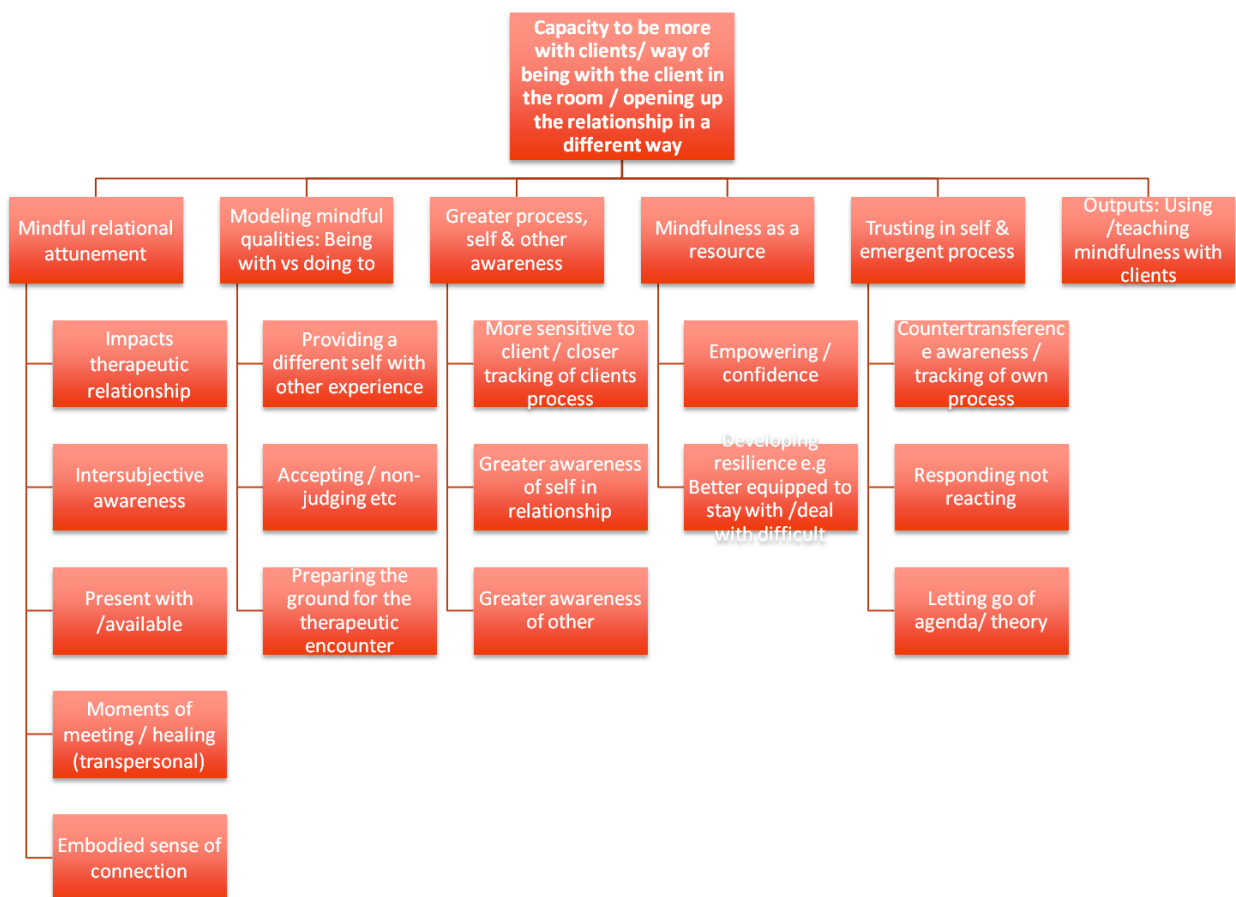 Capacity to be more
with clients/ way of
being with the client in
the room / opening up
the relationship in a
different way
Mindful relational
attunement
Impacts
therapeutic
relationship
Intersubjective
awareness
Present with
/available
Moments of
meeting / healing
(transpersonal)
Embodied sense of
connection
Modeling mindful
qualities: Being
with vs doing to
Providing a
different self with
other experience
Accepting / non-
judging etc
Preparing the
ground for the
therapeutic
encounter
Greater process,
self & other
awareness
More sensitive to
client / closer
tracking of clients
process
Greater awareness
of self in
relationship
Greater awareness
of other
Mindfulness as a
resource
Empowering /
confidence
Developing
resilience e.g
Better equipped to
stay with /deal
with difficult
Trusting in self &
emergent process
Countertransferenc
e awareness /
tracking of own
process
Responding not
reacting
Letting go of
agenda/ theory
Outputs: Using
/teaching
mindfulness with
clients